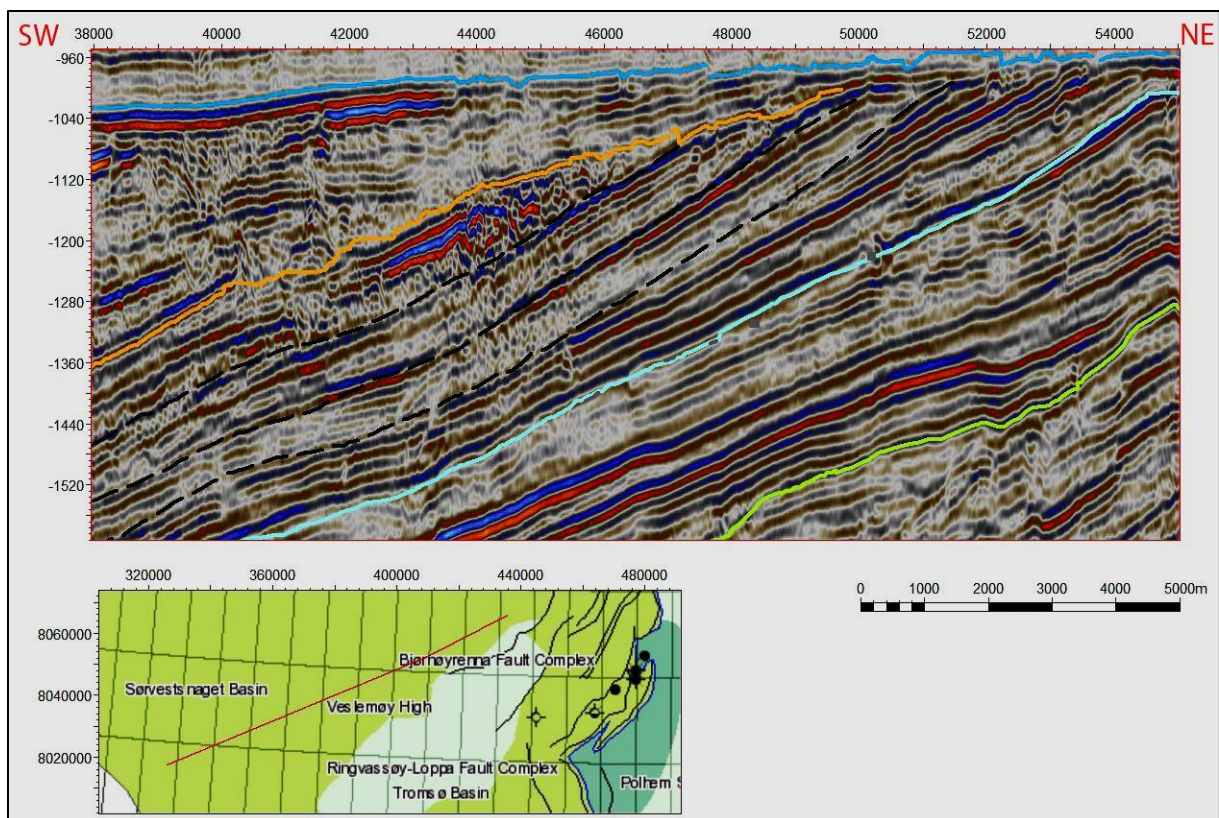 SW 38000 40000 42000 44000 46000 48000 50000 52000 54000 NE
-960
-1040
-1120
-1200
-1280
-1360
-1440
-1520
320000 360000 400000 440000 480000
0 1000 2000 3000 4000 5000m
8060000
Bjørnøyrenna Fault Complex
Sørvestsnaget Basin
8040000
Veslemøy High
8020000
Ringvassøy-Loppa Fault Complex
Polhem S
Tromsø Basin